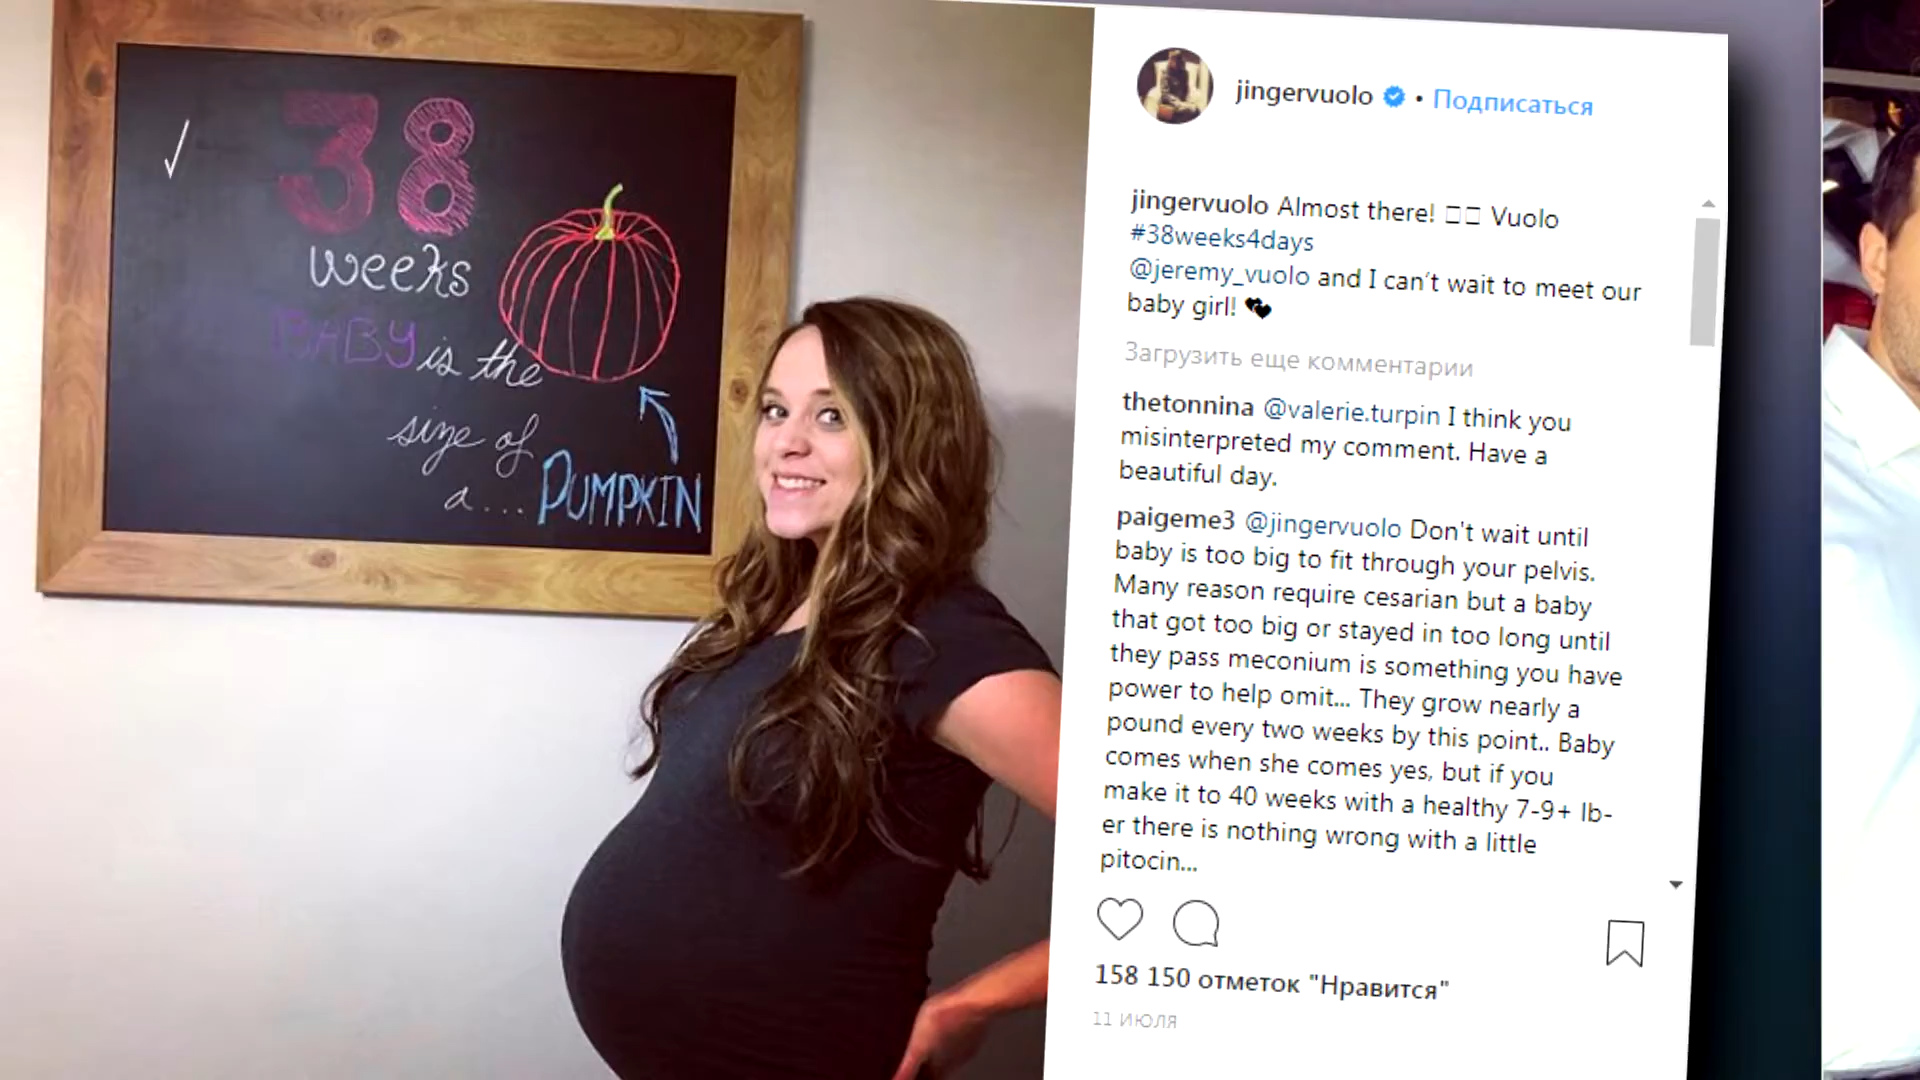 38
weeks
BABY is the
size of
a... PUMPKIN
jingervuolo • Подписаться
jingervuolo Almost there! Vuolo
#38weeks4days
@jeremy_vuolo and I can't wait to meet our
baby girl!
Загрузить еще комментарии
thetonnina @valerie.turpin I think you
misinterpreted my comment. Have a
beautiful day.
paigeme3 @jingervuolo Don't wait until
baby is too big to fit through your pelvis.
Many reason require cesarian but a baby
that got too big or stayed in too long until
they pass meconium is something you have
power to help omit... They grow nearly a
pound every two weeks by this point.. Baby
comes when she comes yes, but if you
make it to 40 weeks with a healthy 7-9+ lb-
er there is nothing wrong with a little
pitocin...
158 150 отметок "Нравится"
11 ИЮЛЯ